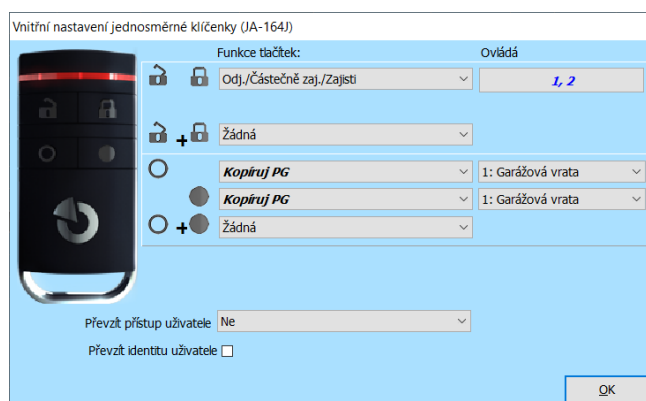 Vnitřní nastavení jednosměrné klíčenky (JA-164J)
Funkce tlačítek: Ovládá
Odj./Částečně zaj./Zajisti 1, 2
+ Žádná
Kopíruj PG 1: Garážová vrata
Kopíruj PG 1: Garážová vrata
+ Žádná
Převzít přístup uživatele Ne
Převzít identitu uživatele
OK